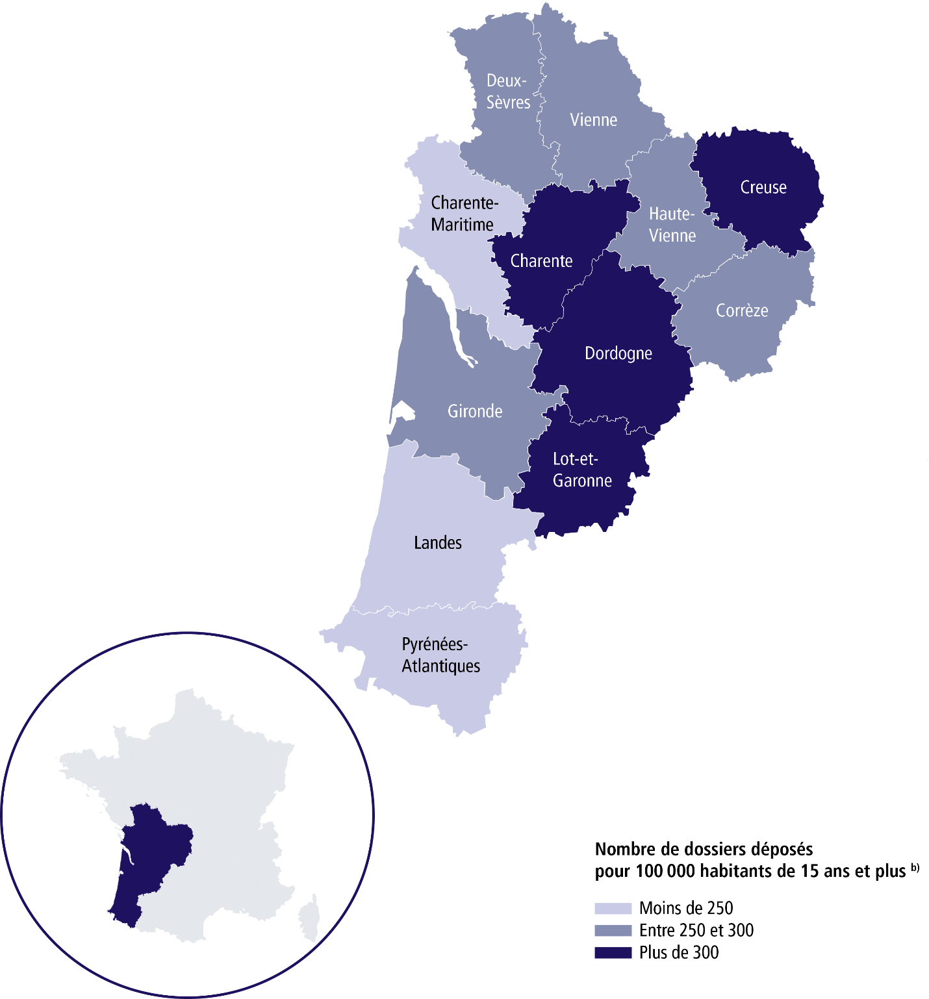 Deux-
Sèvres
Vienne
Creuse
Charente-
Maritime
Haute-
Vienne
Charente
Corrèze
Dordogne
Gironde
Lot-et-
Garonne
Landes
Pyrénées-
Atlantiques
Nombre de dossiers déposés
pour 100 000 habitants de 15 ans et plus b)
Moins de 250
Entre 250 et 300
Plus de 300